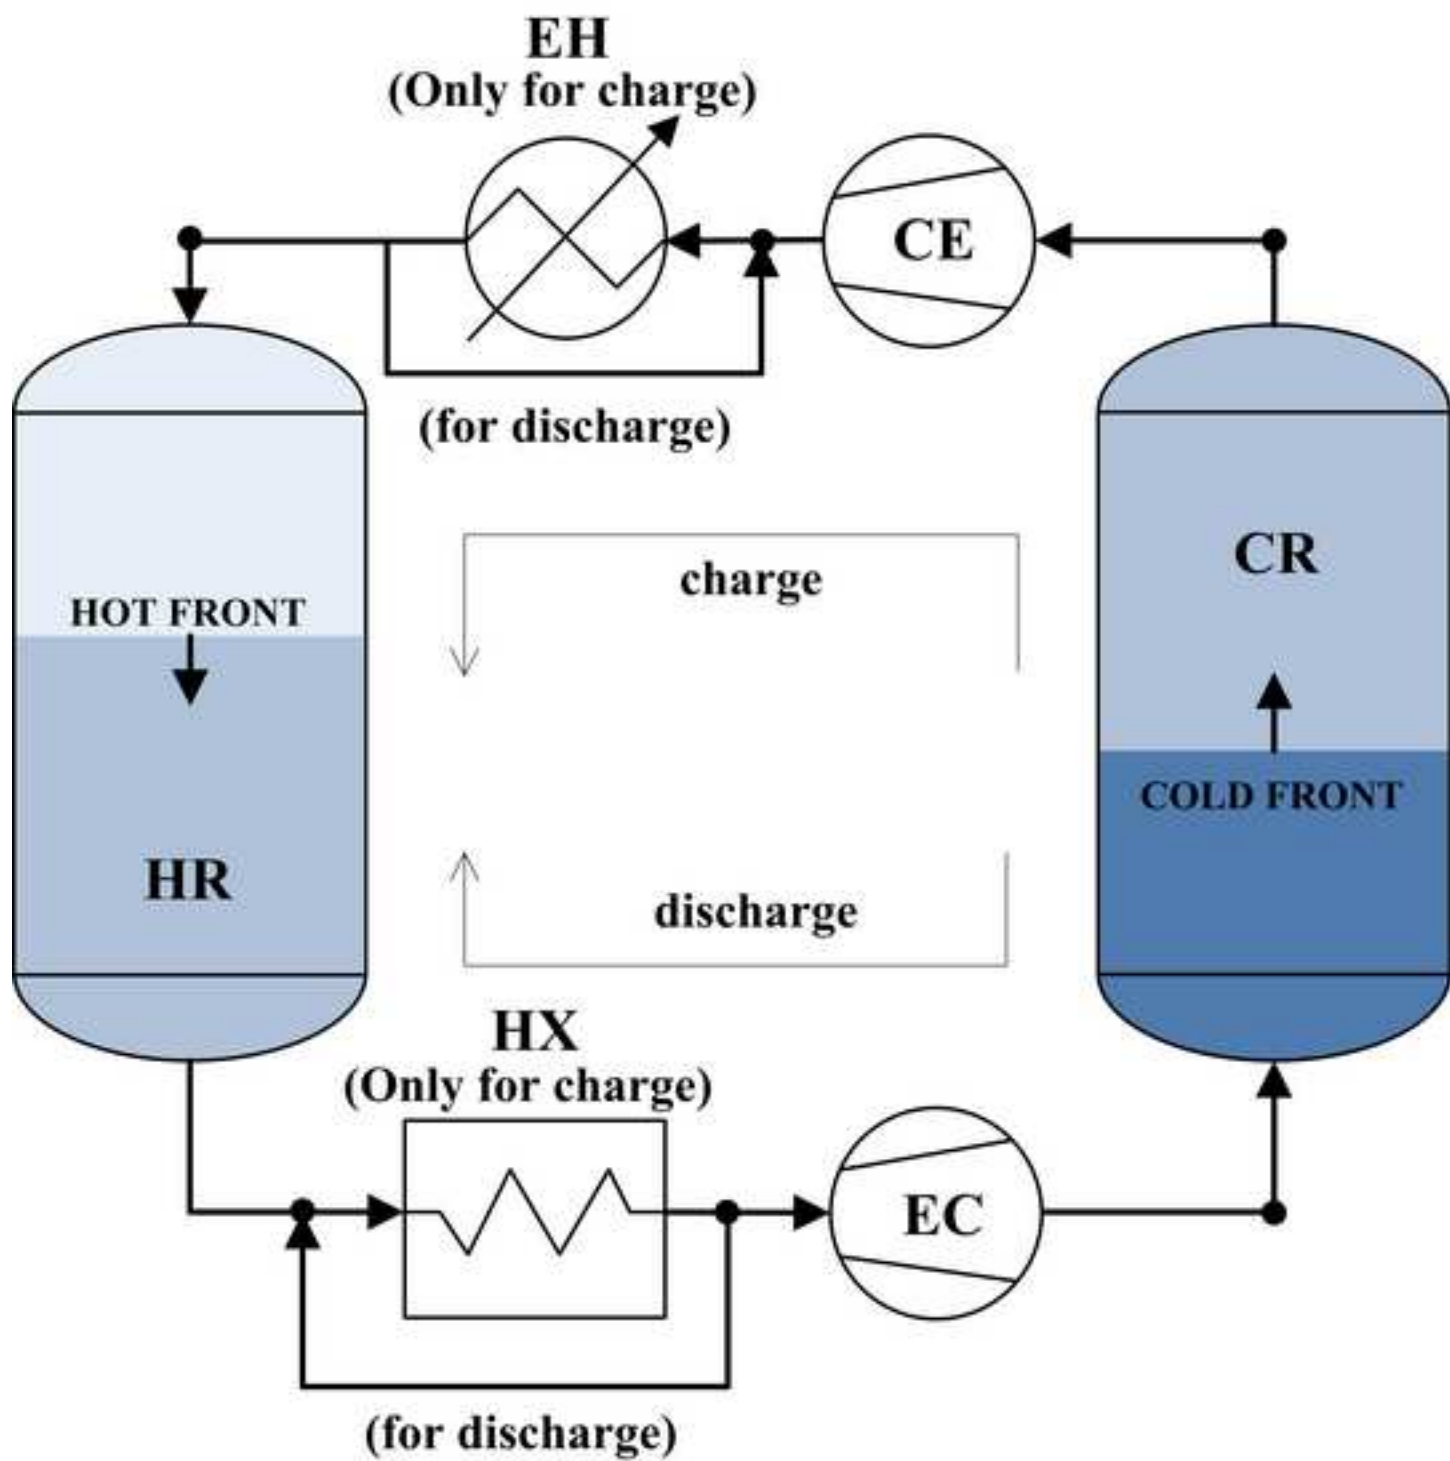 EH
(Only for charge)
CE
(for discharge)
CR
charge
HOT FRONT
COLD FRONT
HR
discharge
HX
(Only for charge)
EC
(for discharge)